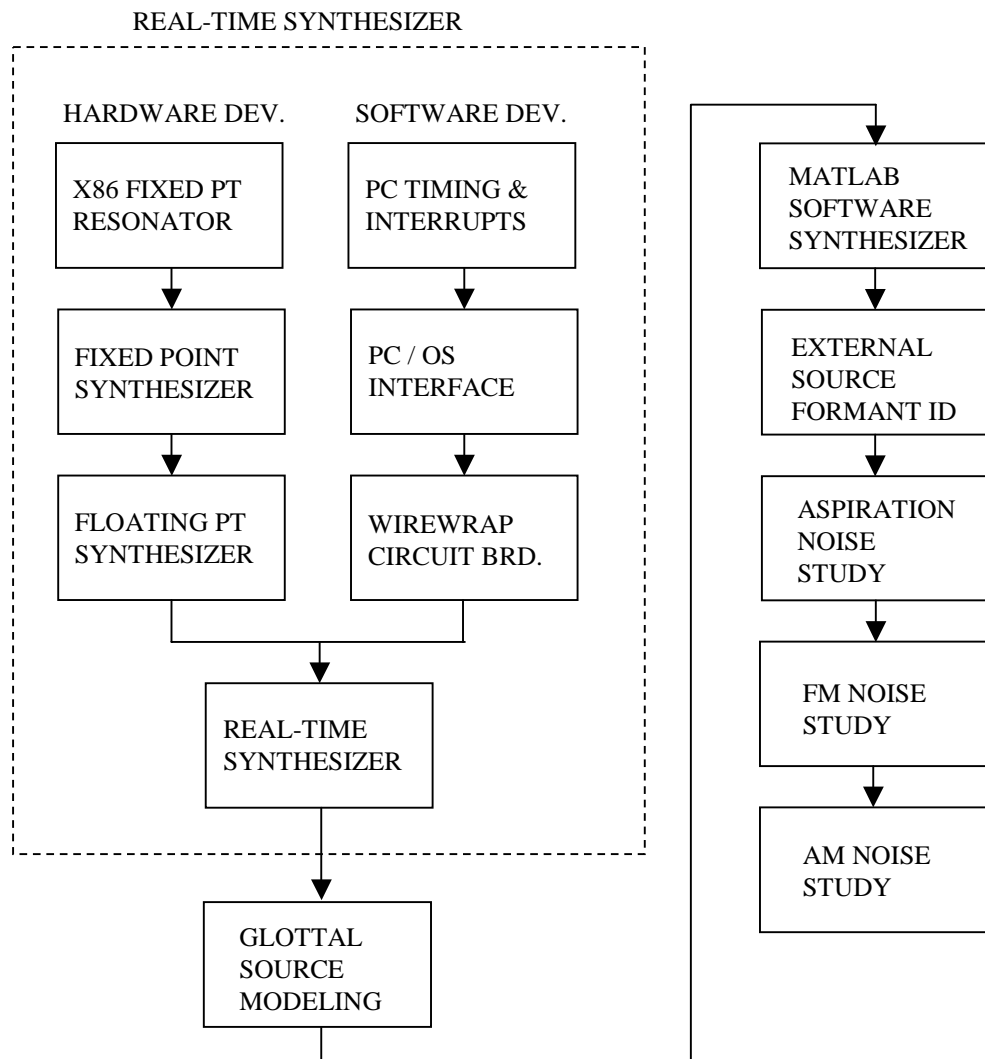 REAL-TIME SYNTHESIZER
HARDWARE DEV.
X86 FIXED PT
RESONATOR
FIXED POINT
SYNTHESIZER
FLOATING PT
SYNTHESIZER
SOFTWARE DEV.
PC TIMING &
INTERRUPTS
PC / OS
INTERFACE
WIREWRAP
CIRCUIT BRD.
REAL-TIME
SYNTHESIZER
GLOTTAL
SOURCE
MODELING
MATLAB
SOFTWARE
SYNTHESIZER
EXTERNAL
SOURCE
FORMANT ID
ASPIRATION
NOISE
STUDY
FM NOISE
STUDY
AM NOISE
STUDY